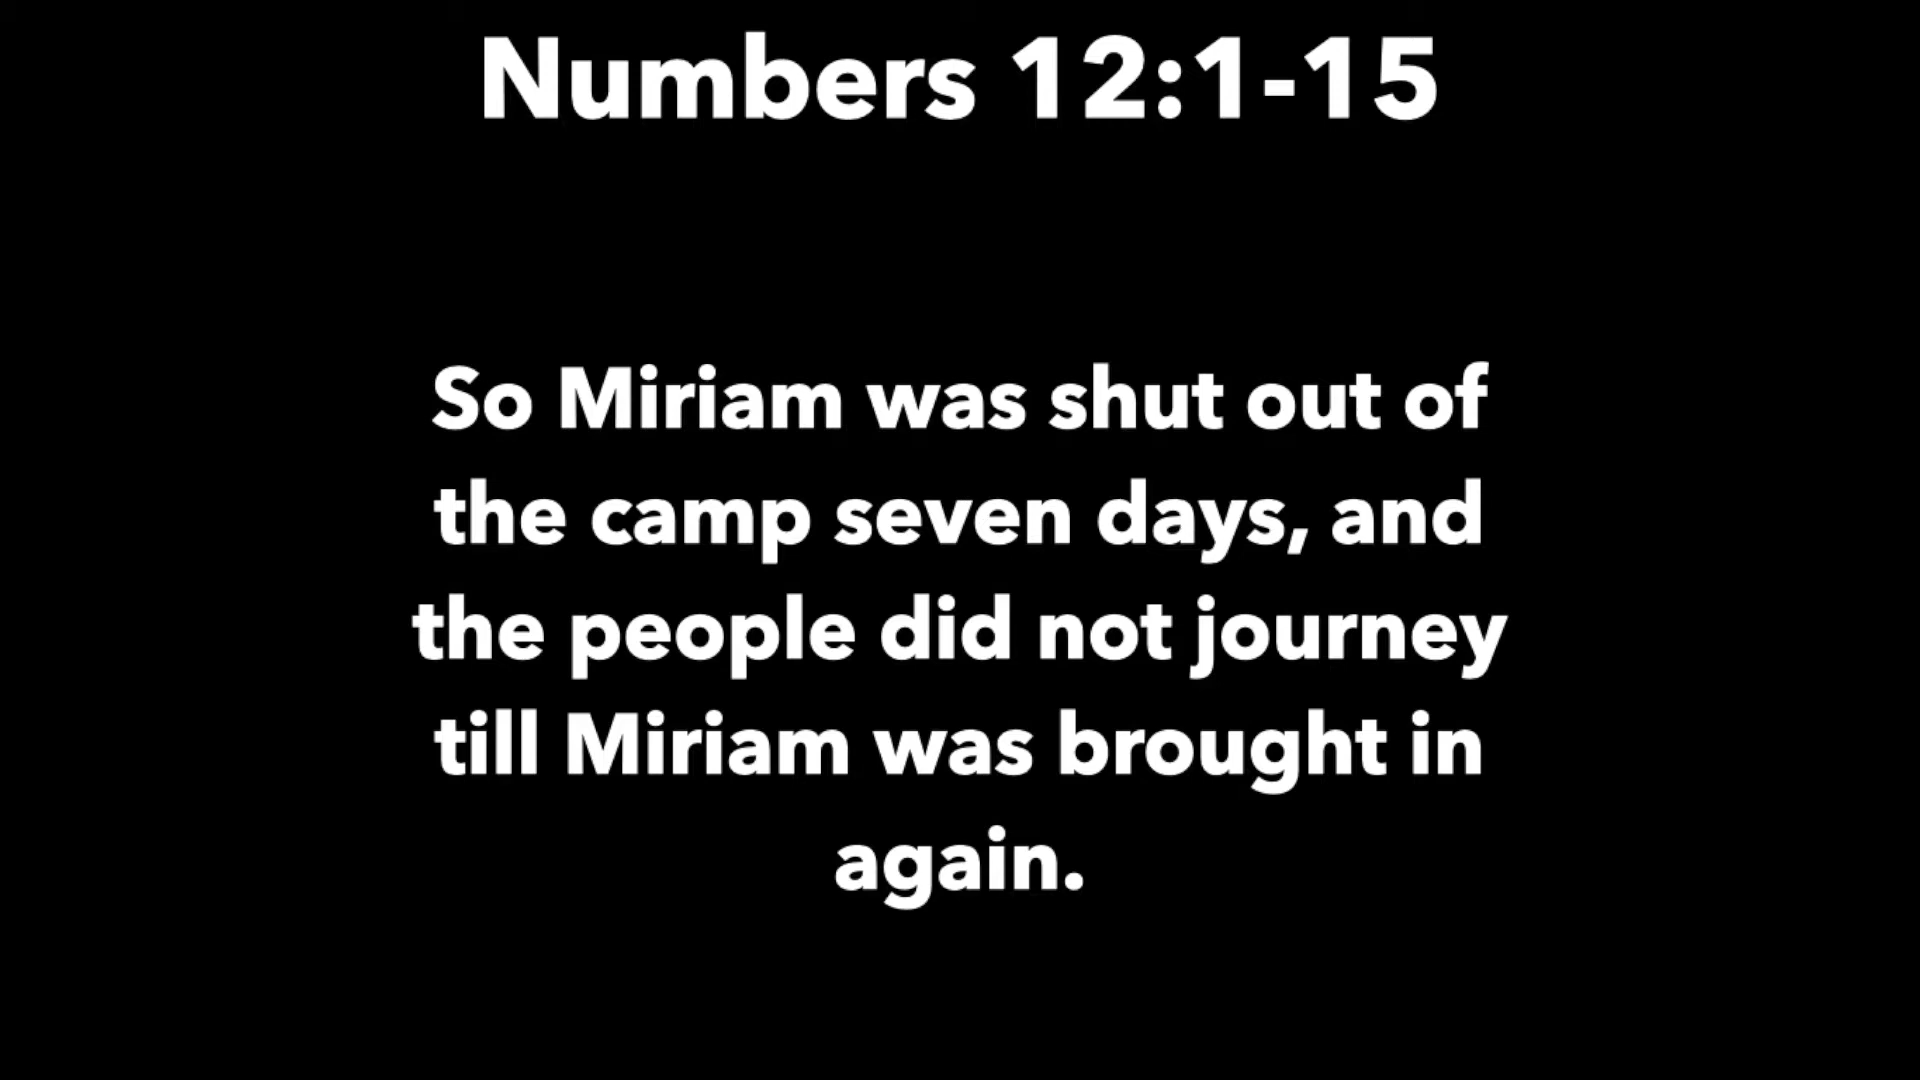 Numbers 12:1-15
So Miriam was shut out of
the camp seven days, and
the people did not journey
till Miriam was brought in
again.